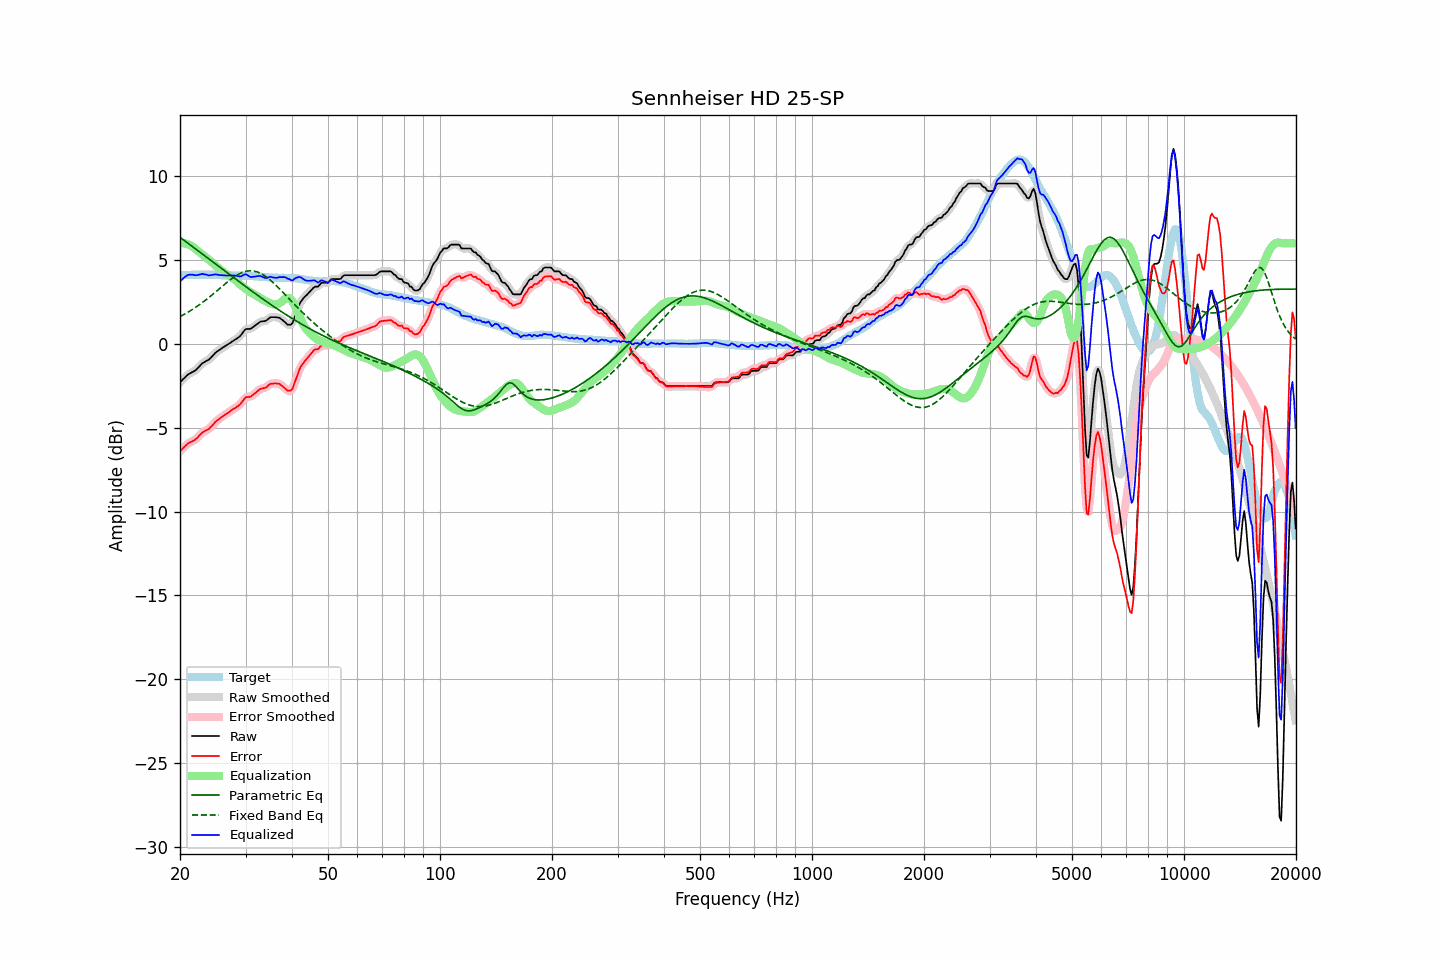 Sennheiser HD 25-SP
Amplitude (dBr)
10
5
0
−5
−10
−15
−20
−25
−30
Target
Raw Smoothed
Error Smoothed
Raw
Error
Equalization
Parametric Eq
Fixed Band Eq
Equalized
20 50 100 200 500 1000 2000 5000 10000 20000
Frequency (Hz)